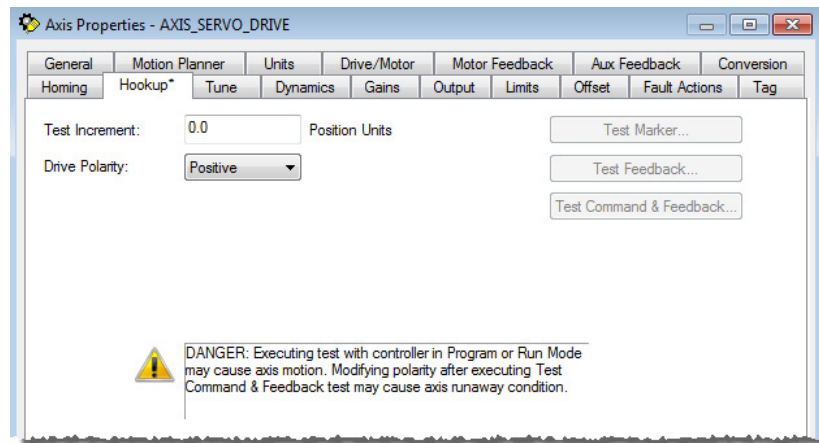 Axis Properties - AXIS_SERVO_DRIVE
General Motion Planner Units Drive/Motor Motor Feedback Aux Feedback Conversion
Homing Hookup* Tune Dynamics Gains Output Limits Offset Fault Actions Tag
Test Increment: 0.0 Position Units Test Marker...
Drive Polarity: Positive Test Feedback...
Test Command & Feedback...
DANGER: Executing test with controller in Program or Run Mode
may cause axis motion. Modifying polarity after executing Test
Command & Feedback test may cause axis runaway condition.